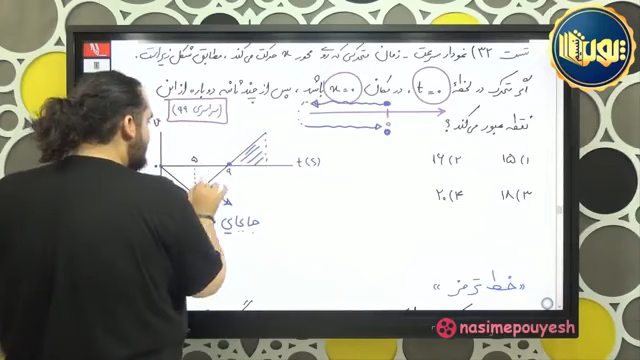 تست ۳۲) نمودار سرعت - زمان متحرکی که روی محور x حرکت می‌کند، مطابق شکل زیر است.
اگر متحرک در لحظهٔ t=۰، در مکان x=۰ باشد، پس از چند ثانیه دوباره از این
نقطه عبور می‌کند؟
(سراسری ۹۹)
۱) ۱۵
۲) ۱۶
۳) ۱۸
۴) ۲۰
v
۵
۹
t(s)
جابجایی
«خط ترمز»
پویش
nasimepouyesh